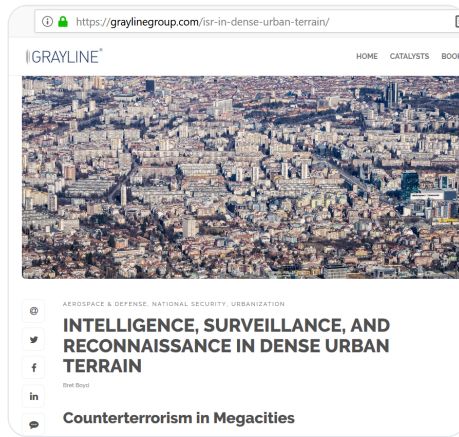 https://graylinegroup.com/isr-in-dense-urban-terrain/
GRAYLINE®
HOME CATALYSTS
AEROSPACE & DEFENSE, NATIONAL SECURITY, URBANIZATION
INTELLIGENCE, SURVEILLANCE, AND
RECONNAISSANCE IN DENSE URBAN
TERRAIN
Bret Boyd
Counterterrorism in Megacities